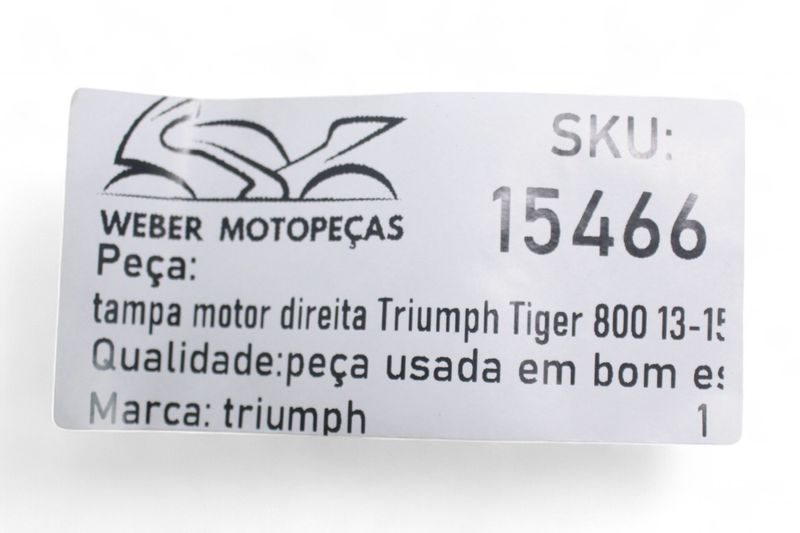 SKU:
15466
WEBER MOTOPEÇAS
Peça:
tampa motor direita Triumph Tiger 800 13-15
Qualidade:peça usada em bom
Marca: triumph 1